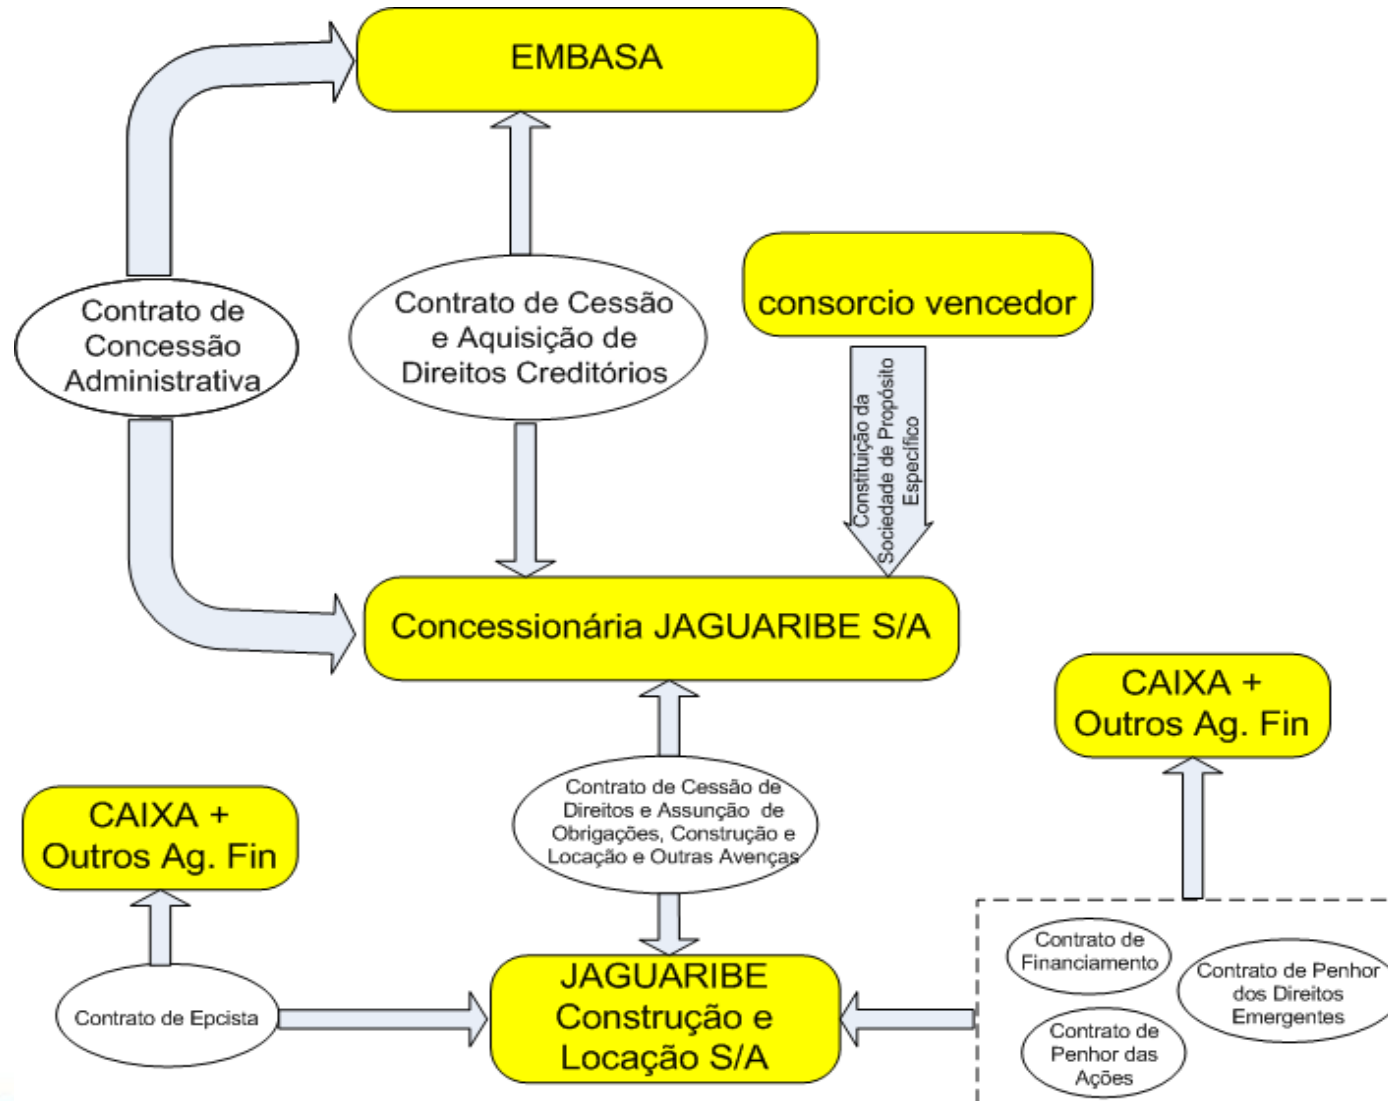 EMBASA
Contrato de
Concessão
Administrativa
Contrato de Cessão
e Aquisição de
Direitos Creditórios
consorcio vencedor
Constituição da
Sociedade de Propósito
Específico
Concessionária JAGUARIBE S/A
CAIXA +
Outros Ag. Fin
Contrato de Cessão de
Direitos e Assunção de
Obrigações, Construção e
Locação e Outras Avenças
CAIXA +
Outros Ag. Fin
Contrato de Epcista
JAGUARIBE
Construção e
Locação S/A
Contrato de
Financiamento
Contrato de Penhor
dos Direitos
Emergentes
Contrato de
Penhor das
Ações